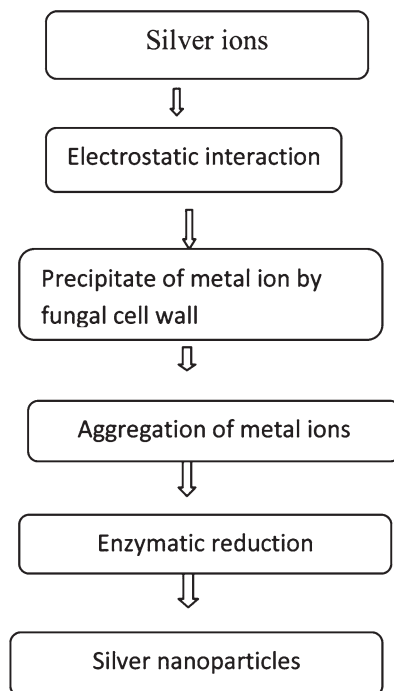 Silver ions
Electrostatic interaction
Precipitate of metal ion by
fungal cell wall
Aggregation of metal ions
Enzymatic reduction
Silver nanoparticles